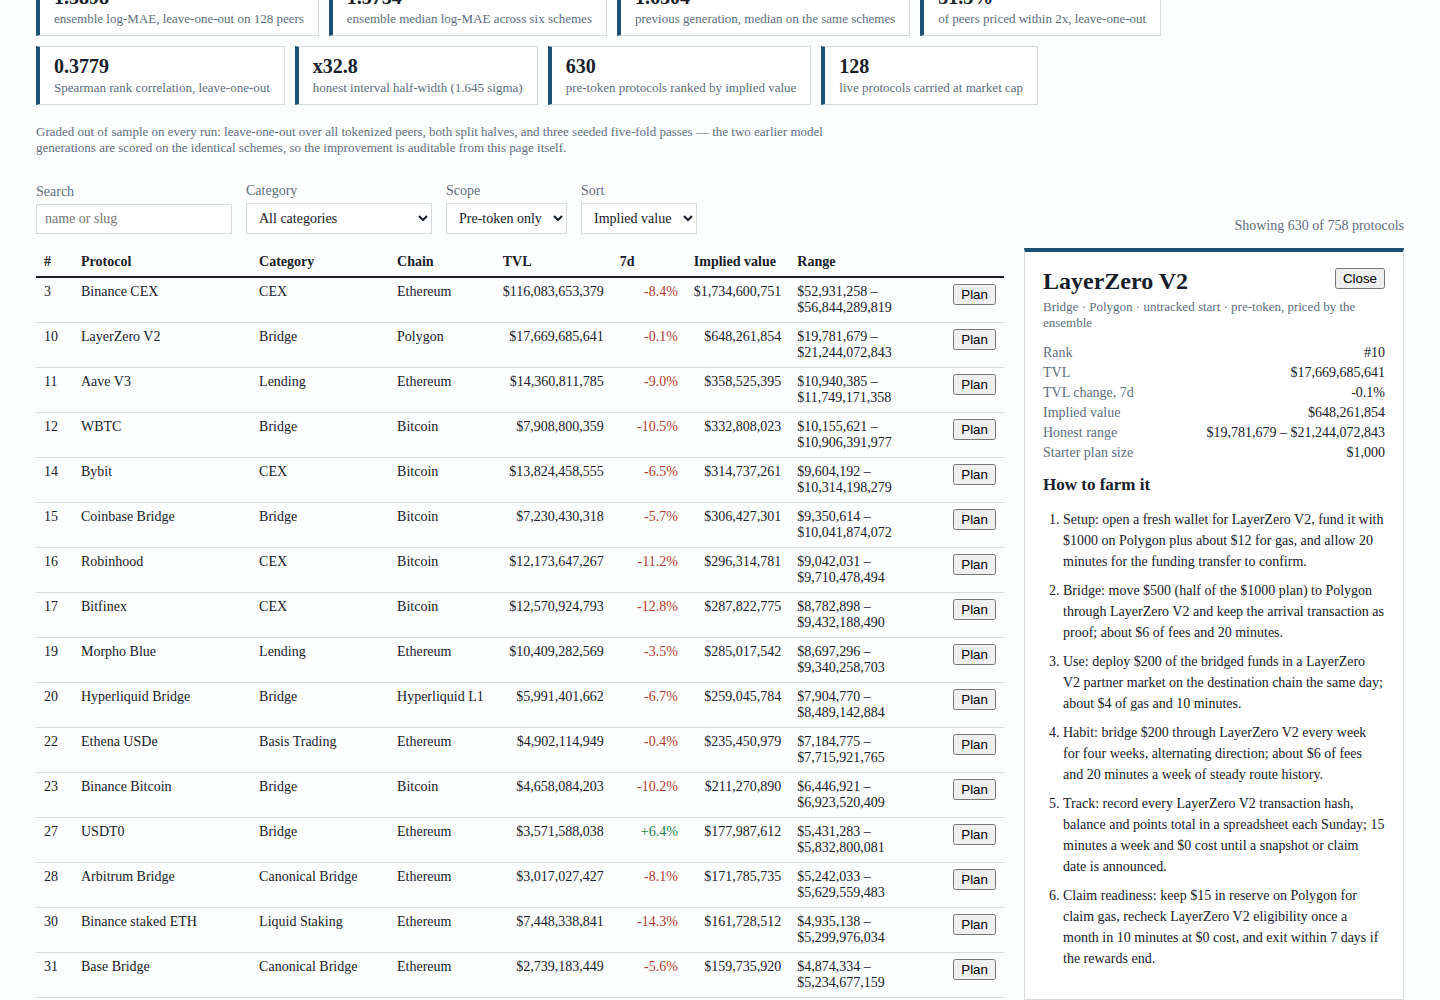 ensemble log-MAE, leave-one-out on 128 peers
ensemble median log-MAE across six schemes
previous generation, median on the same schemes
of peers priced within 2x, leave-one-out
0.3779
Spearman rank correlation, leave-one-out
x32.8
honest interval half-width (1.645 sigma)
630
pre-token protocols ranked by implied value
128
live protocols carried at market cap
Graded out of sample on every run: leave-one-out over all tokenized peers, both split halves, and three seeded five-fold passes — the two earlier model
generations are scored on the identical schemes, so the improvement is auditable from this page itself.
Search
name or slug
Category
All categories
Scope
Pre-token only
Sort
Implied value
Showing 630 of 758 protocols
# Protocol Category Chain TVL 7d Implied value Range
3 Binance CEX CEX Ethereum $116,083,653,379 -8.4% $1,734,600,751 $52,931,258 – Plan
$56,844,289,819
10 LayerZero V2 Bridge Polygon $17,669,685,641 -0.1% $648,261,854 $19,781,679 – Plan
$21,244,072,843
11 Aave V3 Lending Ethereum $14,360,811,785 -9.0% $358,525,395 $10,940,385 – Plan
$11,749,171,358
12 WBTC Bridge Bitcoin $7,908,800,359 -10.5% $332,808,023 $10,155,621 – Plan
$10,906,391,977
14 Bybit CEX Bitcoin $13,824,458,555 -6.5% $314,737,261 $9,604,192 – Plan
$10,314,198,279
15 Coinbase Bridge Bridge Bitcoin $7,230,430,318 -5.7% $306,427,301 $9,350,614 – Plan
$10,041,874,072
16 Robinhood CEX Bitcoin $12,173,647,267 -11.2% $296,314,781 $9,042,031 – Plan
$9,710,478,494
17 Bitfinex CEX Bitcoin $12,570,924,793 -12.8% $287,822,775 $8,782,898 – Plan
$9,432,188,490
19 Morpho Blue Lending Ethereum $10,409,282,569 -3.5% $285,017,542 $8,697,296 – Plan
$9,340,258,703
20 Hyperliquid Bridge Bridge Hyperliquid L1 $5,991,401,662 -6.7% $259,045,784 $7,904,770 – Plan
$8,489,142,884
22 Ethena USDe Basis Trading Ethereum $4,902,114,949 -0.4% $235,450,979 $7,184,775 – Plan
$7,715,921,765
23 Binance Bitcoin Bridge Bitcoin $4,658,084,203 -10.2% $211,270,890 $6,446,921 – Plan
$6,923,520,409
27 USDT0 Bridge Ethereum $3,571,588,038 +6.4% $177,987,612 $5,431,283 – Plan
$5,832,800,081
28 Arbitrum Bridge Canonical Bridge Ethereum $3,017,027,427 -8.1% $171,785,735 $5,242,033 – Plan
$5,629,559,483
30 Binance staked ETH Liquid Staking Ethereum $7,448,338,841 -14.3% $161,728,512 $4,935,138 – Plan
$5,299,976,034
31 Base Bridge Canonical Bridge Ethereum $2,739,183,449 -5.6% $159,735,920 $4,874,334 – Plan
$5,234,677,159
LayerZero V2
Close
Bridge · Polygon · untracked start · pre-token, priced by the
ensemble
Rank #10
TVL $17,669,685,641
TVL change, 7d -0.1%
Implied value $648,261,854
Honest range $19,781,679 – $21,244,072,843
Starter plan size $1,000
How to farm it
1. Setup: open a fresh wallet for LayerZero V2, fund it with
$1000 on Polygon plus about $12 for gas, and allow 20
minutes for the funding transfer to confirm.
2. Bridge: move $500 (half of the $1000 plan) to Polygon
through LayerZero V2 and keep the arrival transaction as
proof; about $6 of fees and 20 minutes.
3. Use: deploy $200 of the bridged funds in a LayerZero
V2 partner market on the destination chain the same day;
about $4 of gas and 10 minutes.
4. Habit: bridge $200 through LayerZero V2 every week
for four weeks, alternating direction; about $6 of fees
and 20 minutes a week of steady route history.
5. Track: record every LayerZero V2 transaction hash,
balance and points total in a spreadsheet each Sunday; 15
minutes a week and $0 cost until a snapshot or claim
date is announced.
6. Claim readiness: keep $15 in reserve on Polygon for
claim gas, recheck LayerZero V2 eligibility once a
month in 10 minutes at $0 cost, and exit within 7 days if
the rewards end.